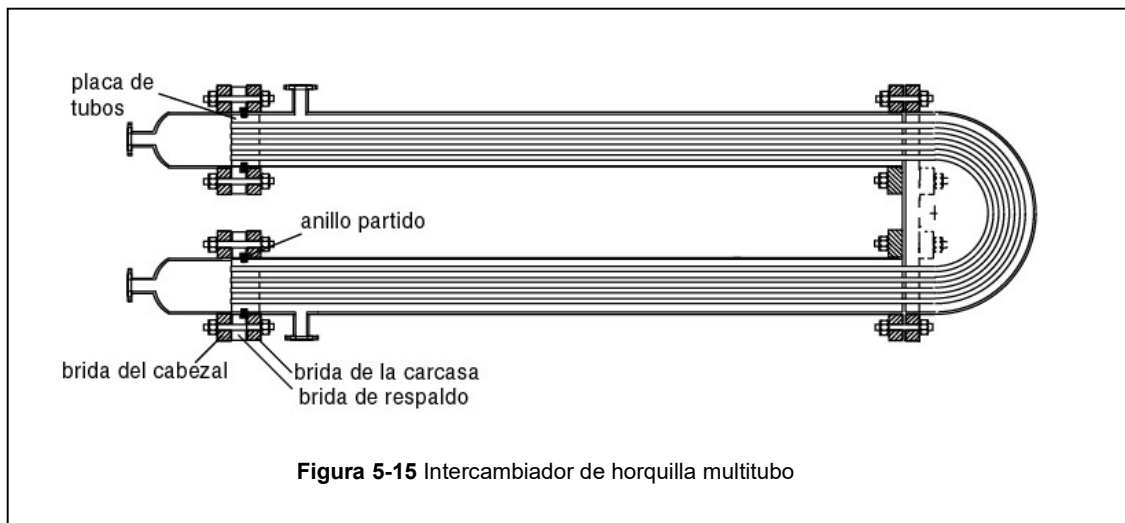 placa de
tubos
anillo partido
brida del cabezal
brida de la carcasa
brida de respaldo
Figura 5-15 Intercambiador de horquilla multitubo